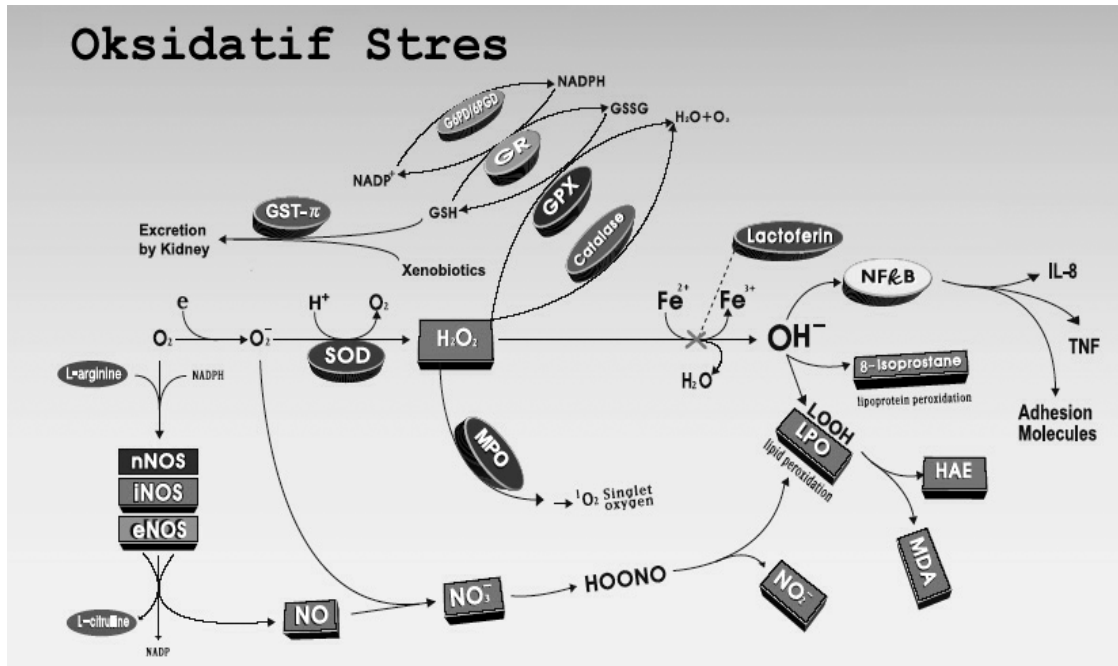 Oksidatif Stres
NADPH
G6PD/6PGD
GSSG
H₂O+O₂
GR
NADP⁺
GPX
GST-π
GSH
Catalase
Excretion
by Kidney
Xenobiotics
Lactoferin
NFkB
IL-8
TNF
Adhesion
Molecules
e
H⁺
O₂
Fe²⁺
Fe³⁺
O₂
O₂⁻
SOD
H₂O₂
OH⁻
H₂O
8-Isoprostane
lipoprotein peroxidation
L-arginine
NADPH
MPO
LOOH
LPO
lipid peroxidation
HAE
MDA
nNOS
iNOS
eNOS
¹O₂ Singlet
oxygen
L-citruline
NADP
NO
NO₃⁻
HOONO
NO₂⁻